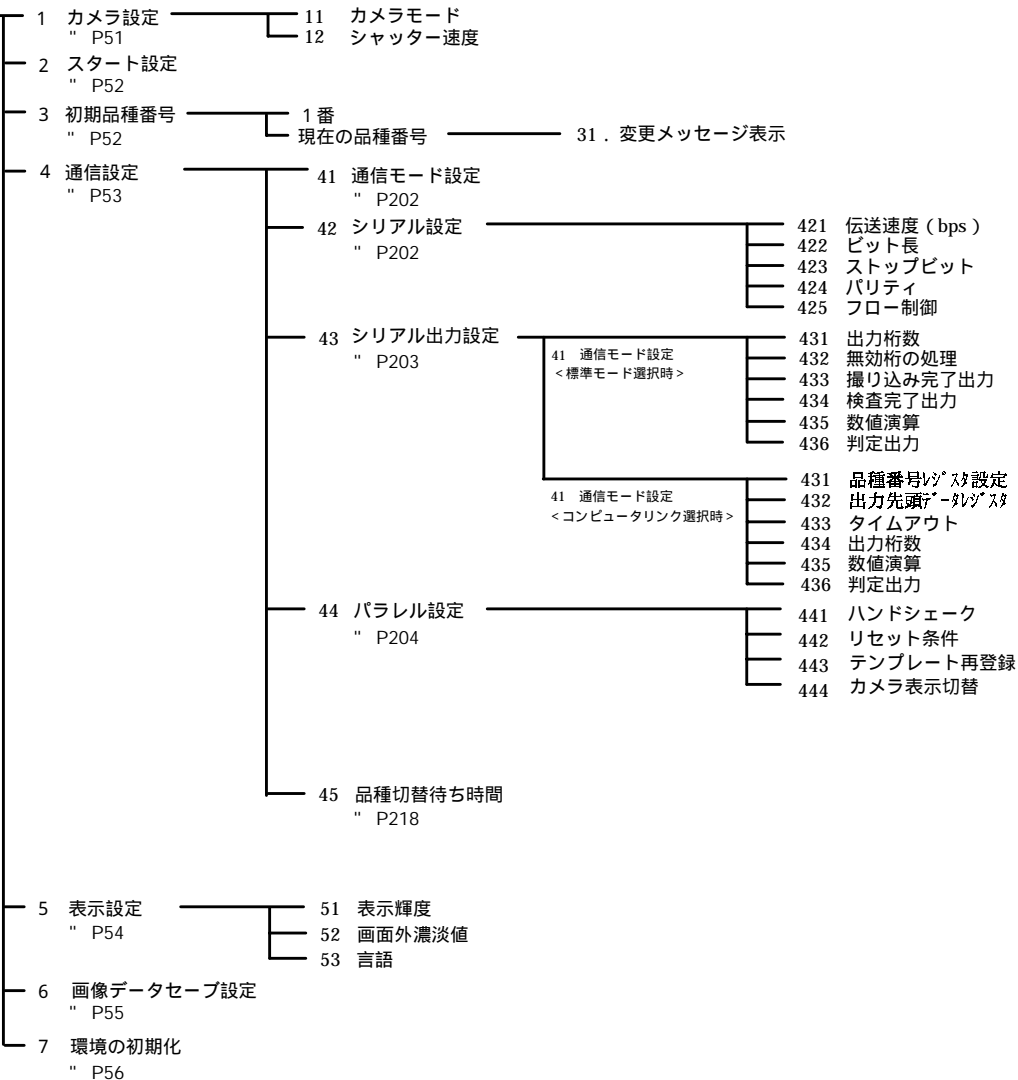 1 カメラ設定
" P51
11 カメラモード
12 シャッター速度
2 スタート設定
" P52
3 初期品種番号
" P52
1番
現在の品種番号
31．変更メッセージ表示
4 通信設定
" P53
41 通信モード設定
" P202
42 シリアル設定
" P202
421 伝送速度（bps）
422 ビット長
423 ストップビット
424 パリティ
425 フロー制御
43 シリアル出力設定
" P203
41 通信モード設定
<標準モード選択時>
431 出力桁数
432 無効桁の処理
433 撮り込み完了出力
434 検査完了出力
435 数値演算
436 判定出力
41 通信モード設定
<コンピュータリンク選択時>
431 品種番号ﾚｼﾞｽﾀ設定
432 出力先頭ﾃﾞｰﾀﾚｼﾞｽﾀ
433 タイムアウト
434 出力桁数
435 数値演算
436 判定出力
44 パラレル設定
" P204
441 ハンドシェーク
442 リセット条件
443 テンプレート再登録
444 カメラ表示切替
45 品種切替待ち時間
" P218
5 表示設定
" P54
51 表示輝度
52 画面外濃淡値
53 言語
6 画像データセーブ設定
" P55
7 環境の初期化
" P56